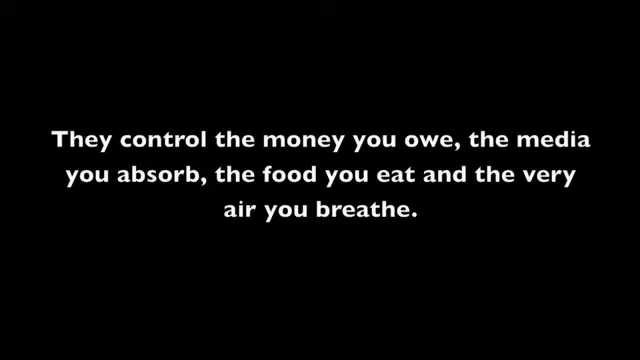 They control the money you owe, the media
you absorb, the food you eat and the very
air you breathe.